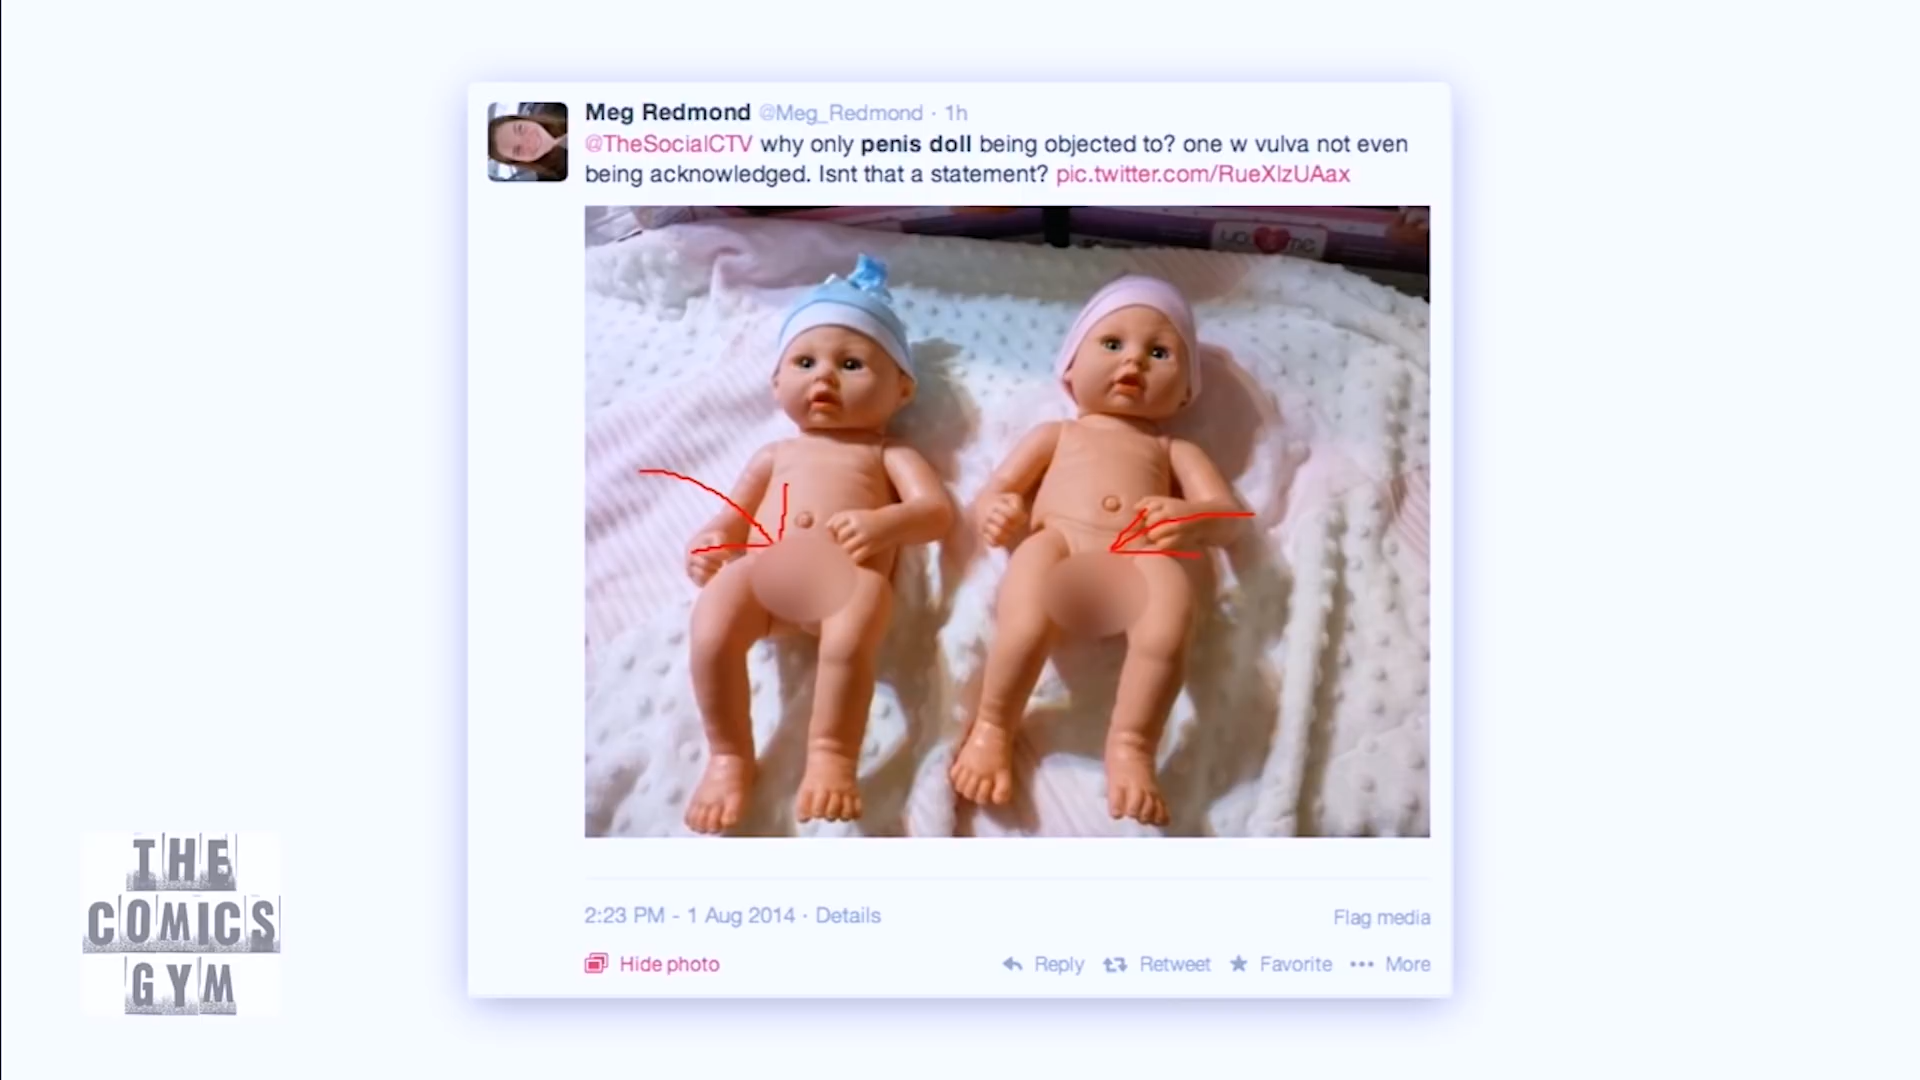 Meg Redmond @Meg_Redmond · 1h
@TheSocialCTV why only penis doll being objected to? one w vulva not even
being acknowledged. Isnt that a statement? pic.twitter.com/RueXlzUAax
2:23 PM - 1 Aug 2014 · Details
Flag media
Hide photo
Reply
Retweet
Favorite
More
THE
COMICS
GYM